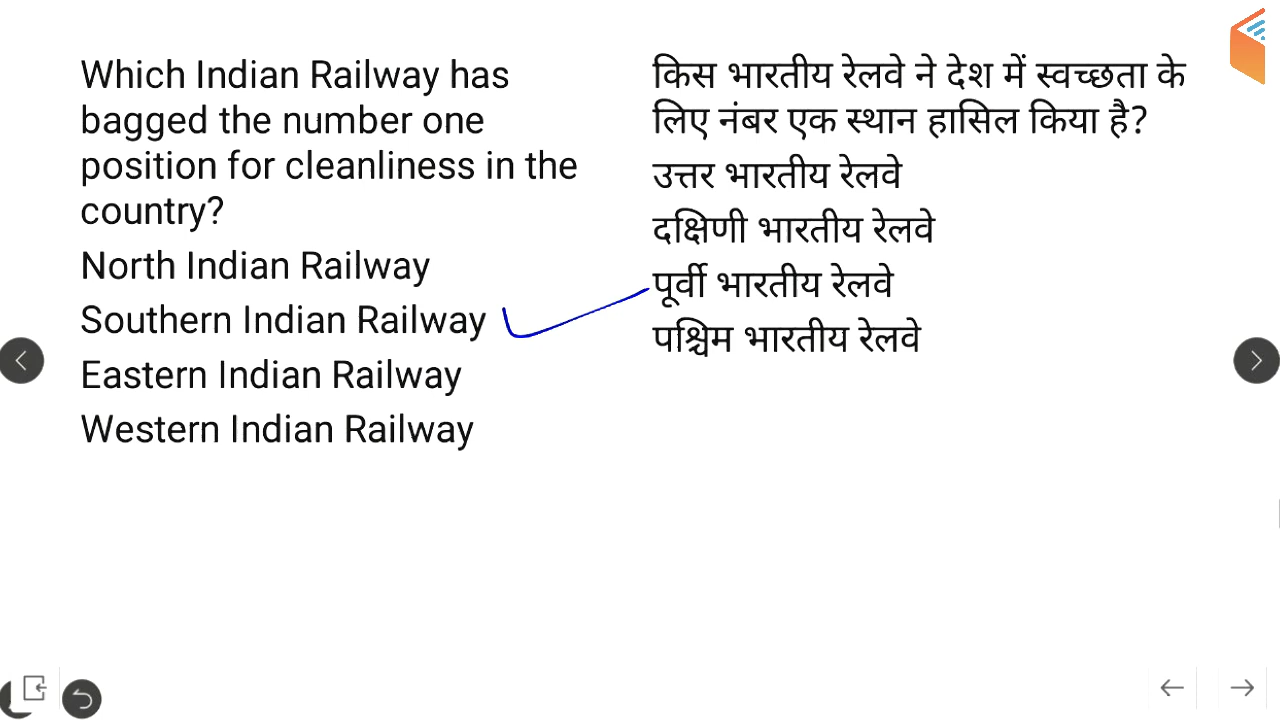 Which Indian Railway has
bagged the number one
position for cleanliness in the
country?
North Indian Railway
Southern Indian Railway
Eastern Indian Railway
Western Indian Railway
किस भारतीय रेलवे ने देश में स्वच्छता के
लिए नंबर एक स्थान हासिल किया है?
उत्तर भारतीय रेलवे
दक्षिणी भारतीय रेलवे
पूर्वी भारतीय रेलवे
पश्चिम भारतीय रेलवे